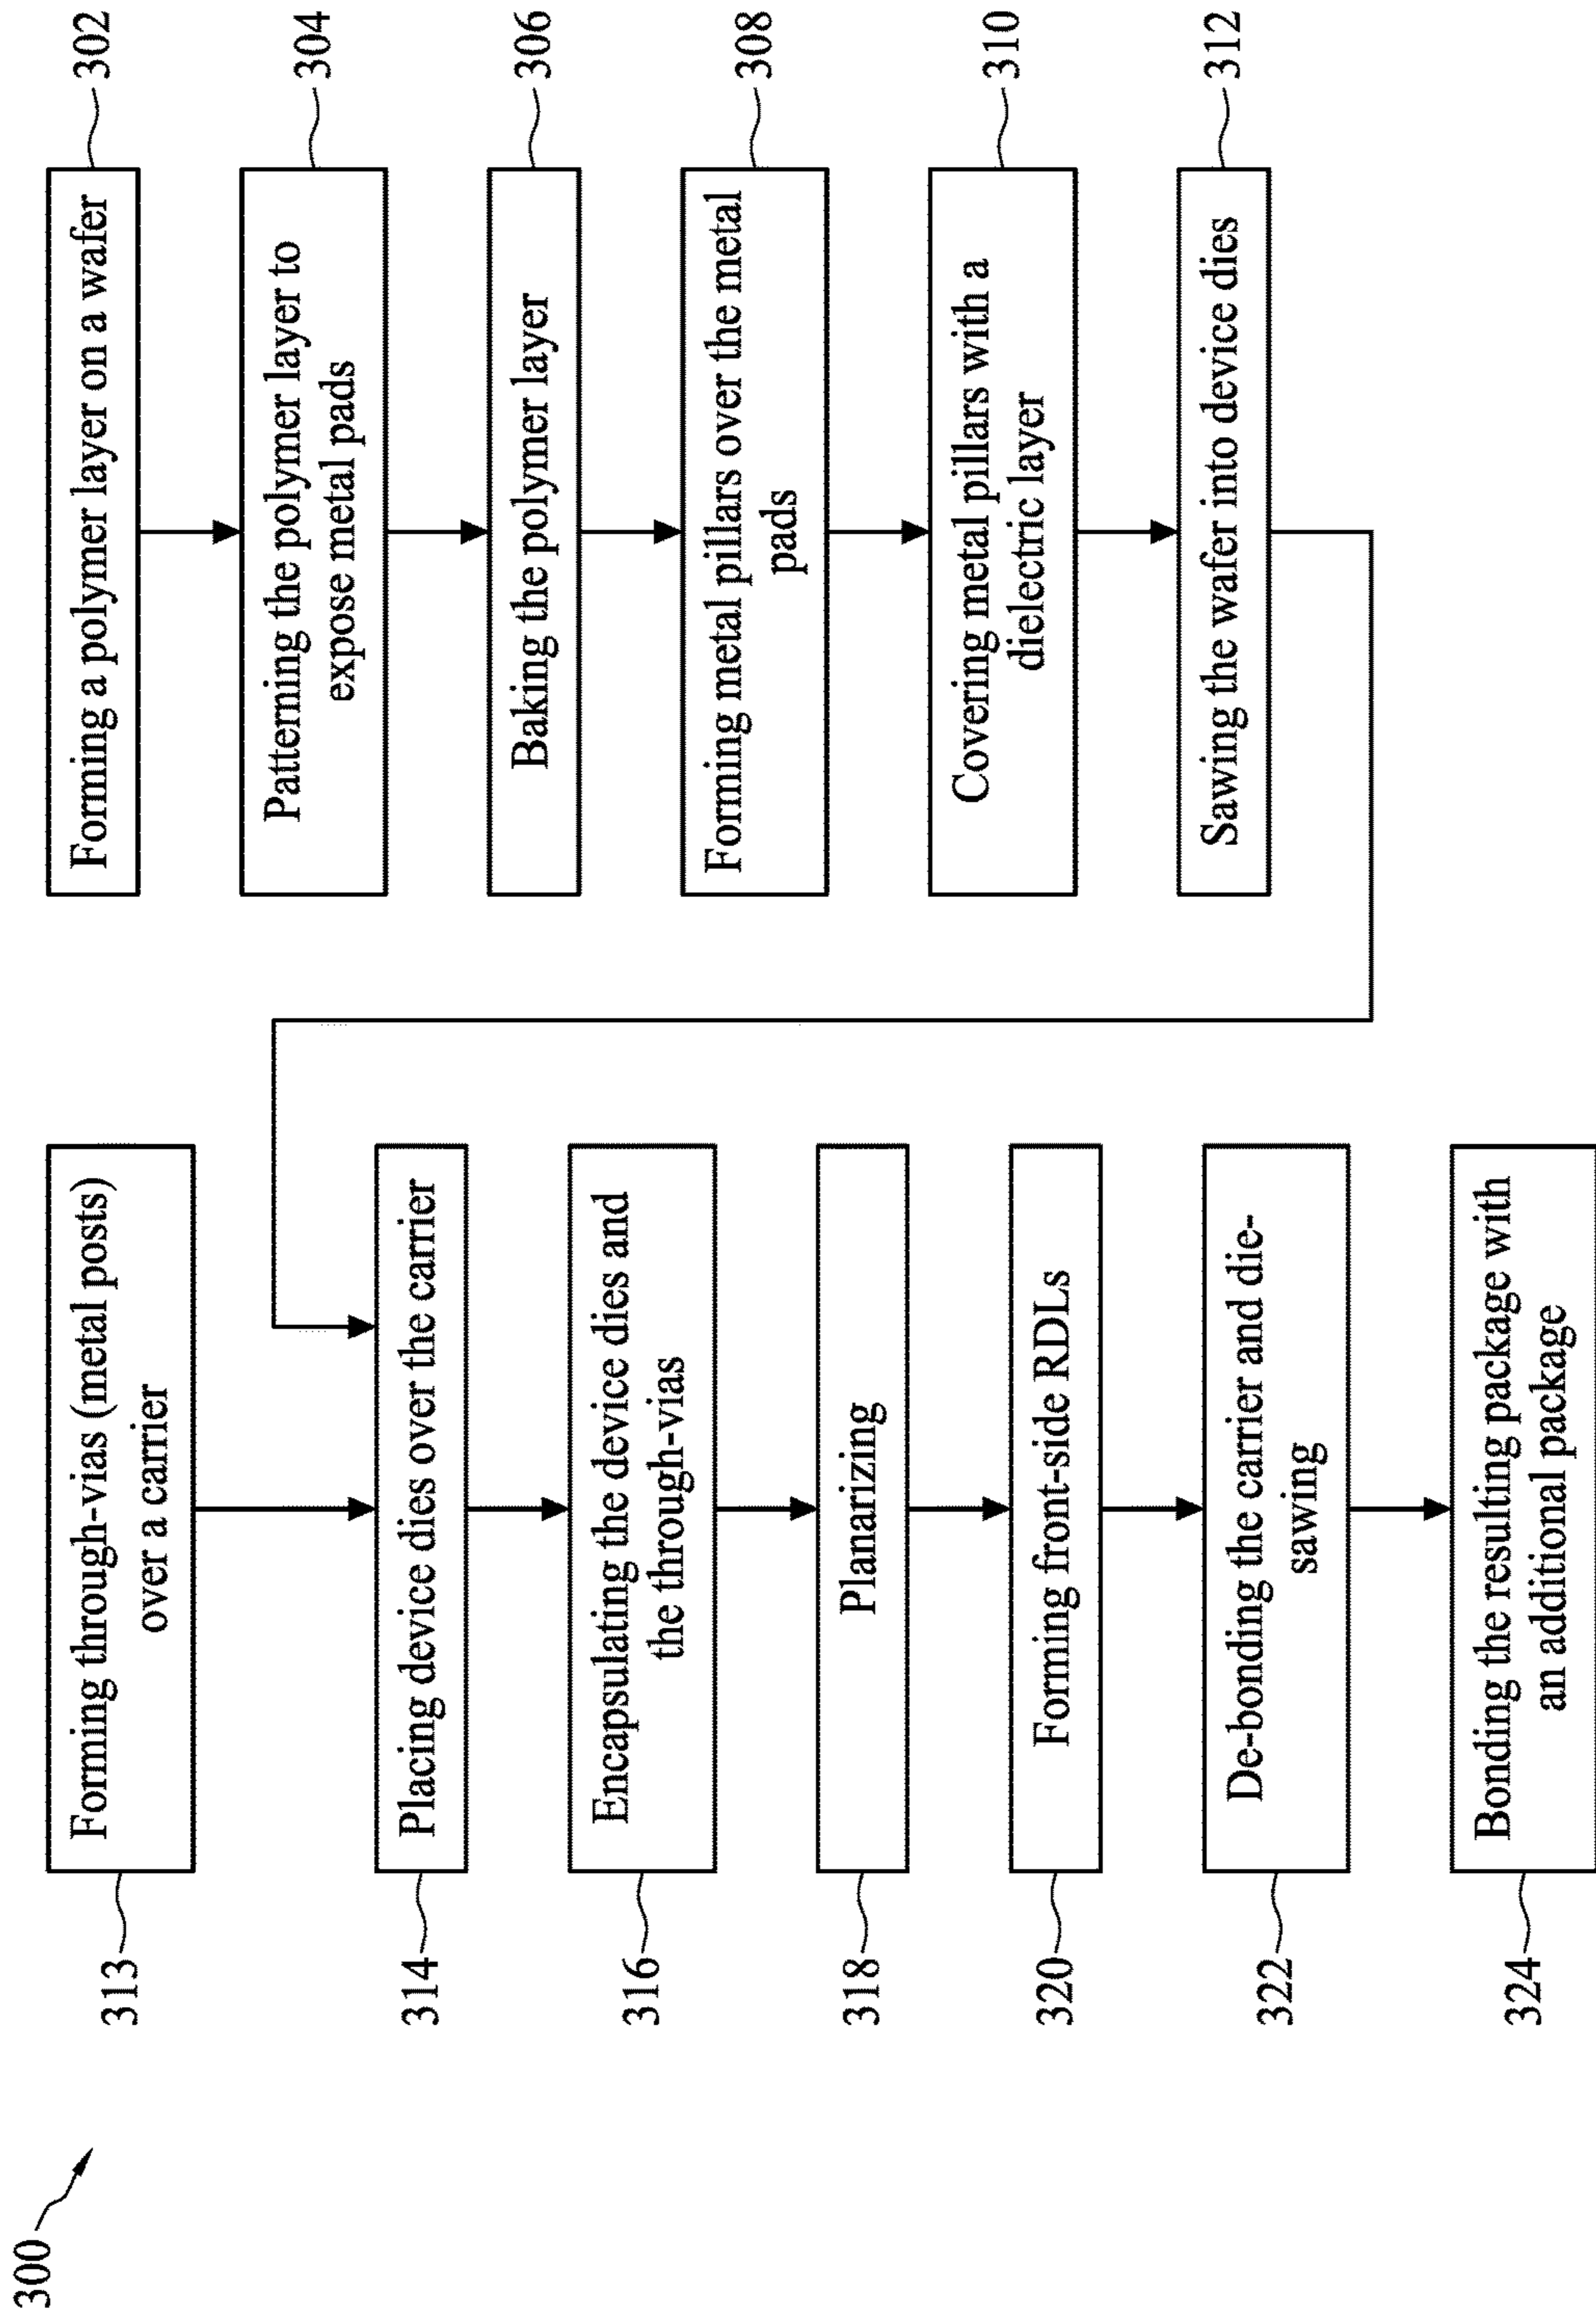 300
313
Forming through-vias (metal posts)
over a carrier
314
Placing device dies over the carrier
316
Encapsulating the device dies and
the through-vias
318
Planarizing
320
Forming front-side RDLs
322
De-bonding the carrier and die-
sawing
324
Bonding the resulting package with
an additional package
Forming a polymer layer on a wafer
302
Patterning the polymer layer to
expose metal pads
304
Baking the polymer layer
306
Forming metal pillars over the metal
pads
308
Covering metal pillars with a
dielectric layer
310
Sawing the wafer into device dies
312